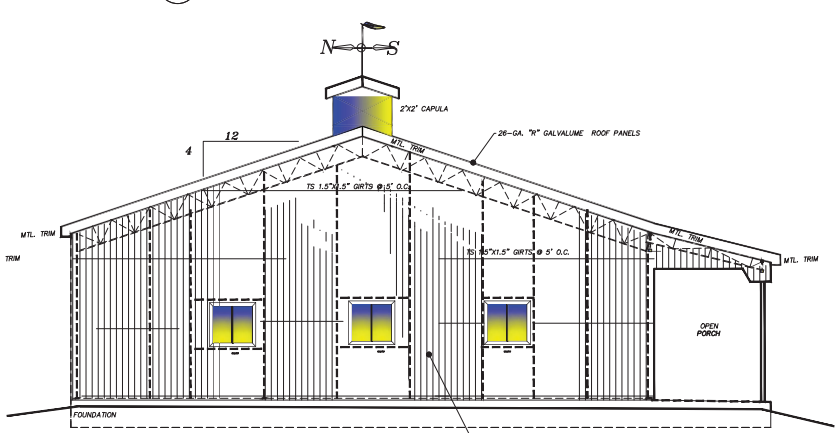 N S
2'X2' CAPULA
26-GA. "R" GALVALUME ROOF PANELS
12
4
MTL. TRIM
TS 1.5"X1.5" GIRTS @ 5' O.C.
MTL. TRIM
MTL. TRIM
TRIM
TS 1.5"X1.5" GIRTS @ 5' O.C.
MTL. TRIM
OPEN
PORCH
FOUNDATION